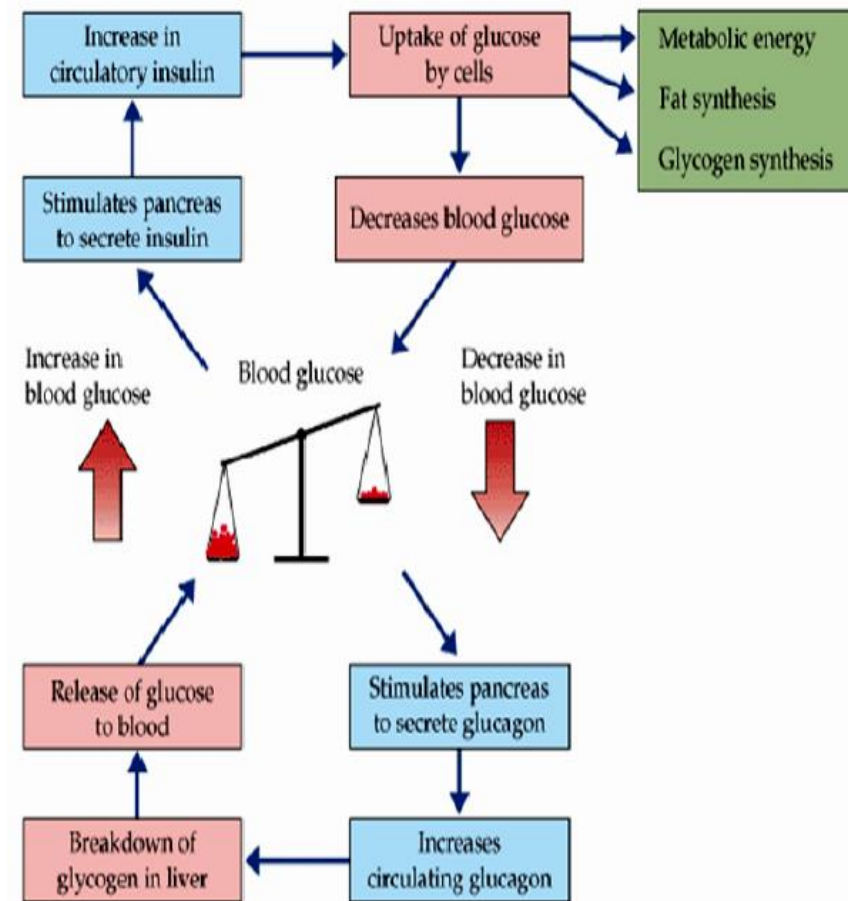 Increase in
circulatory insulin
Uptake of glucose
by cells
Metabolic energy
Fat synthesis
Glycogen synthesis
Stimulates pancreas
to secrete insulin
Decreases blood glucose
Increase in
blood glucose
Blood glucose
Decrease in
blood glucose
Release of glucose
to blood
Stimulates pancreas
to secrete glucagon
Breakdown of
glycogen in liver
Increases
circulating glucagon